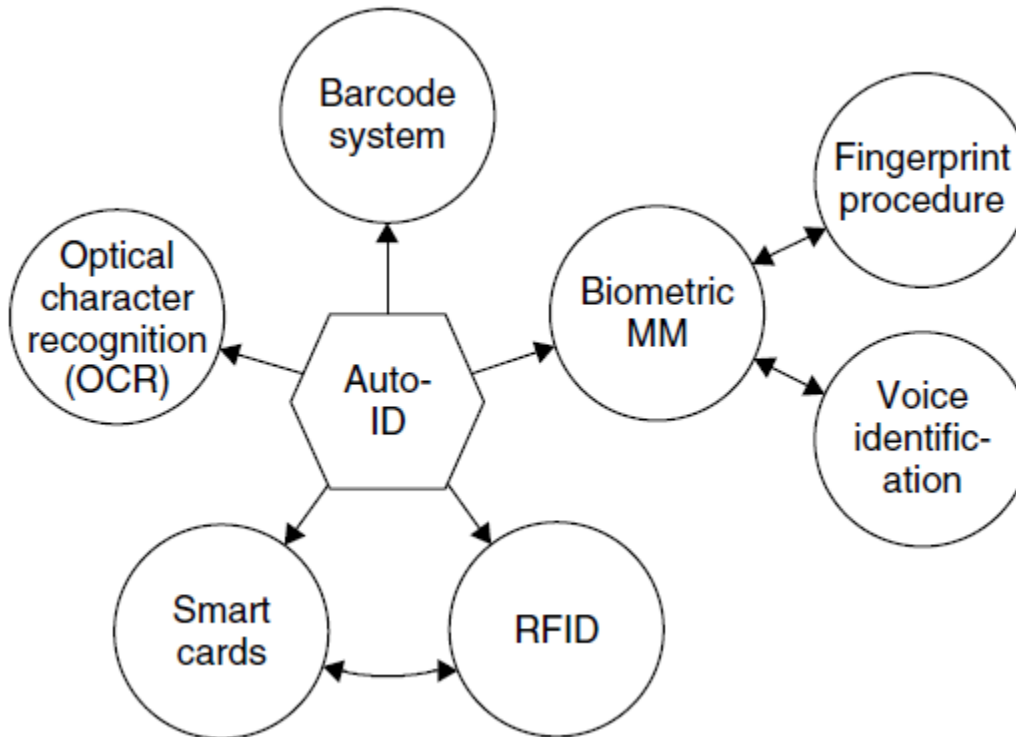 Barcode
system
Fingerprint
procedure
Optical
character
recognition
(OCR)
Biometric
MM
Auto-
ID
Voice
identific-
ation
Smart
cards
RFID